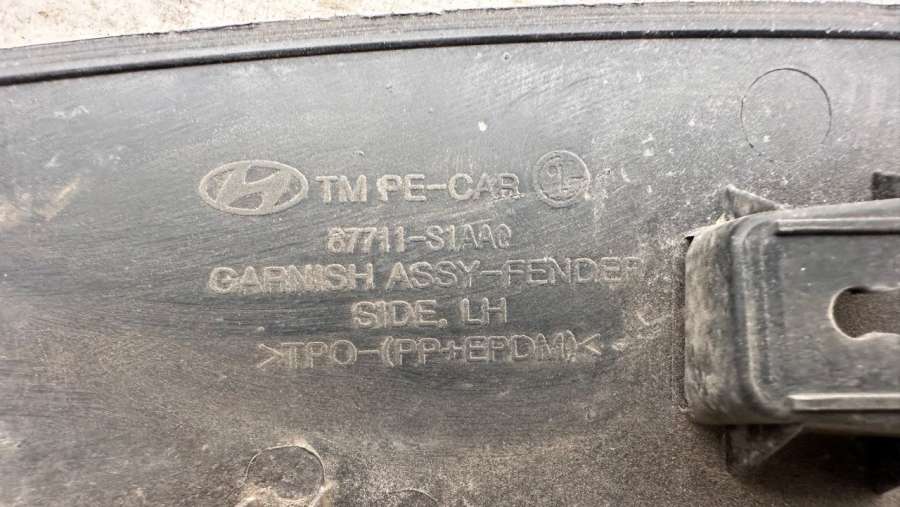 TM PE-CAR
87711-S1AA0
GARNISH ASSY-FENDER
SIDE, LH
>TPO-(PP+EPDM)<